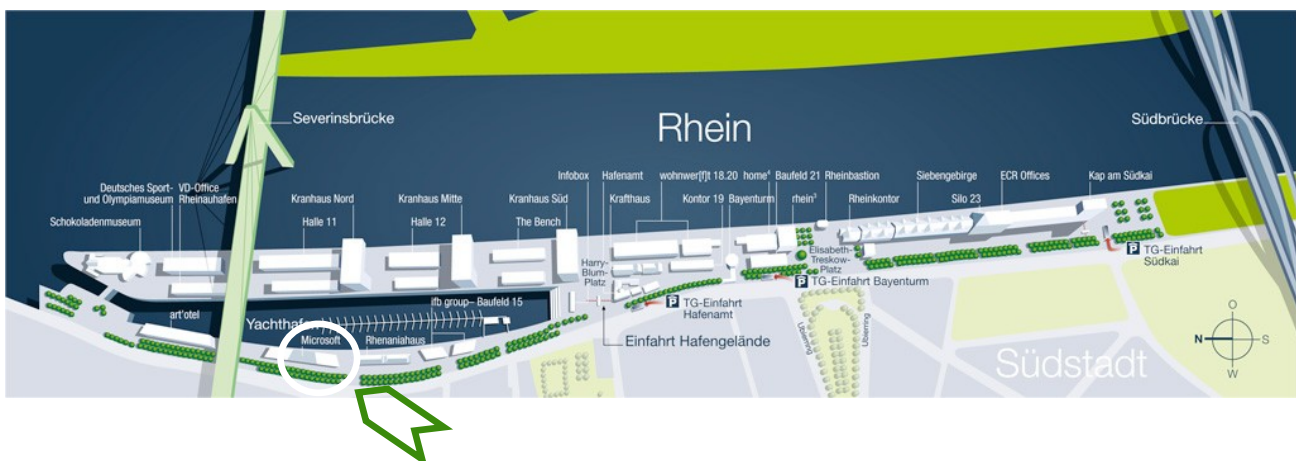 Severinsbrücke
Rhein
Südbrücke
Deutsches Sport-
und Olympiamuseum
VD-Office
Rheinauhafen
Schokoladenmuseum
Kranhaus Nord
Halle 11
Kranhaus Mitte
Halle 12
Kranhaus Süd
The Bench
Infobox
Hafenamt
Krafthaus
wohnwer[f]t 18.20
home⁴
Kontor 19
Bayenturm
Baufeld 21
rhein³
Rheinbastion
Rheinkontor
Siebengebirge
Silo 23
ECR Offices
Kap am Südkai
Harry-
Blum-
Platz
Elisabeth-
Treskow-
Platz
P TG-Einfahrt
Südkai
P TG-Einfahrt Bayenturm
P TG-Einfahrt
Hafenamt
ifb group– Baufeld 15
art'otel
Yachthafen
Microsoft
Rhenaniahaus
Einfahrt Hafengelände
Ubierring
Ubierring
Südstadt
O
N
S
W